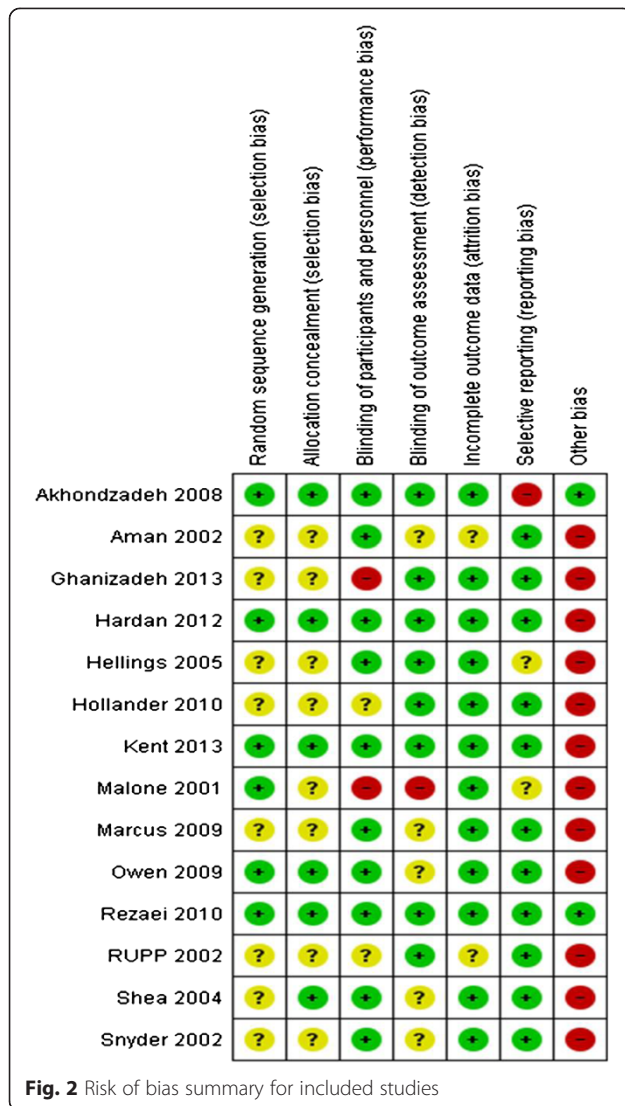 Random sequence generation (selection bias)
Allocation concealment (selection bias)
Blinding of participants and personnel (performance bias)
Blinding of outcome assessment (detection bias)
Incomplete outcome data (attrition bias)
Selective reporting (reporting bias)
Other bias
Akhondzadeh 2008 + + + + + - +
Aman 2002 ? ? + ? ? + -
Ghanizadeh 2013 ? ? - + + + -
Hardan 2012 + + + + + + -
Hellings 2005 ? ? + + + ? -
Hollander 2010 ? ? ? + + + -
Kent 2013 + + + + + + -
Malone 2001 + ? - - + ? -
Marcus 2009 ? ? + ? + + -
Owen 2009 + + + ? + + -
Rezaei 2010 + + + + + + +
RUPP 2002 ? ? ? + ? + -
Shea 2004 ? + + ? + + -
Snyder 2002 ? ? + ? + + -
Fig. 2 Risk of bias summary for included studies